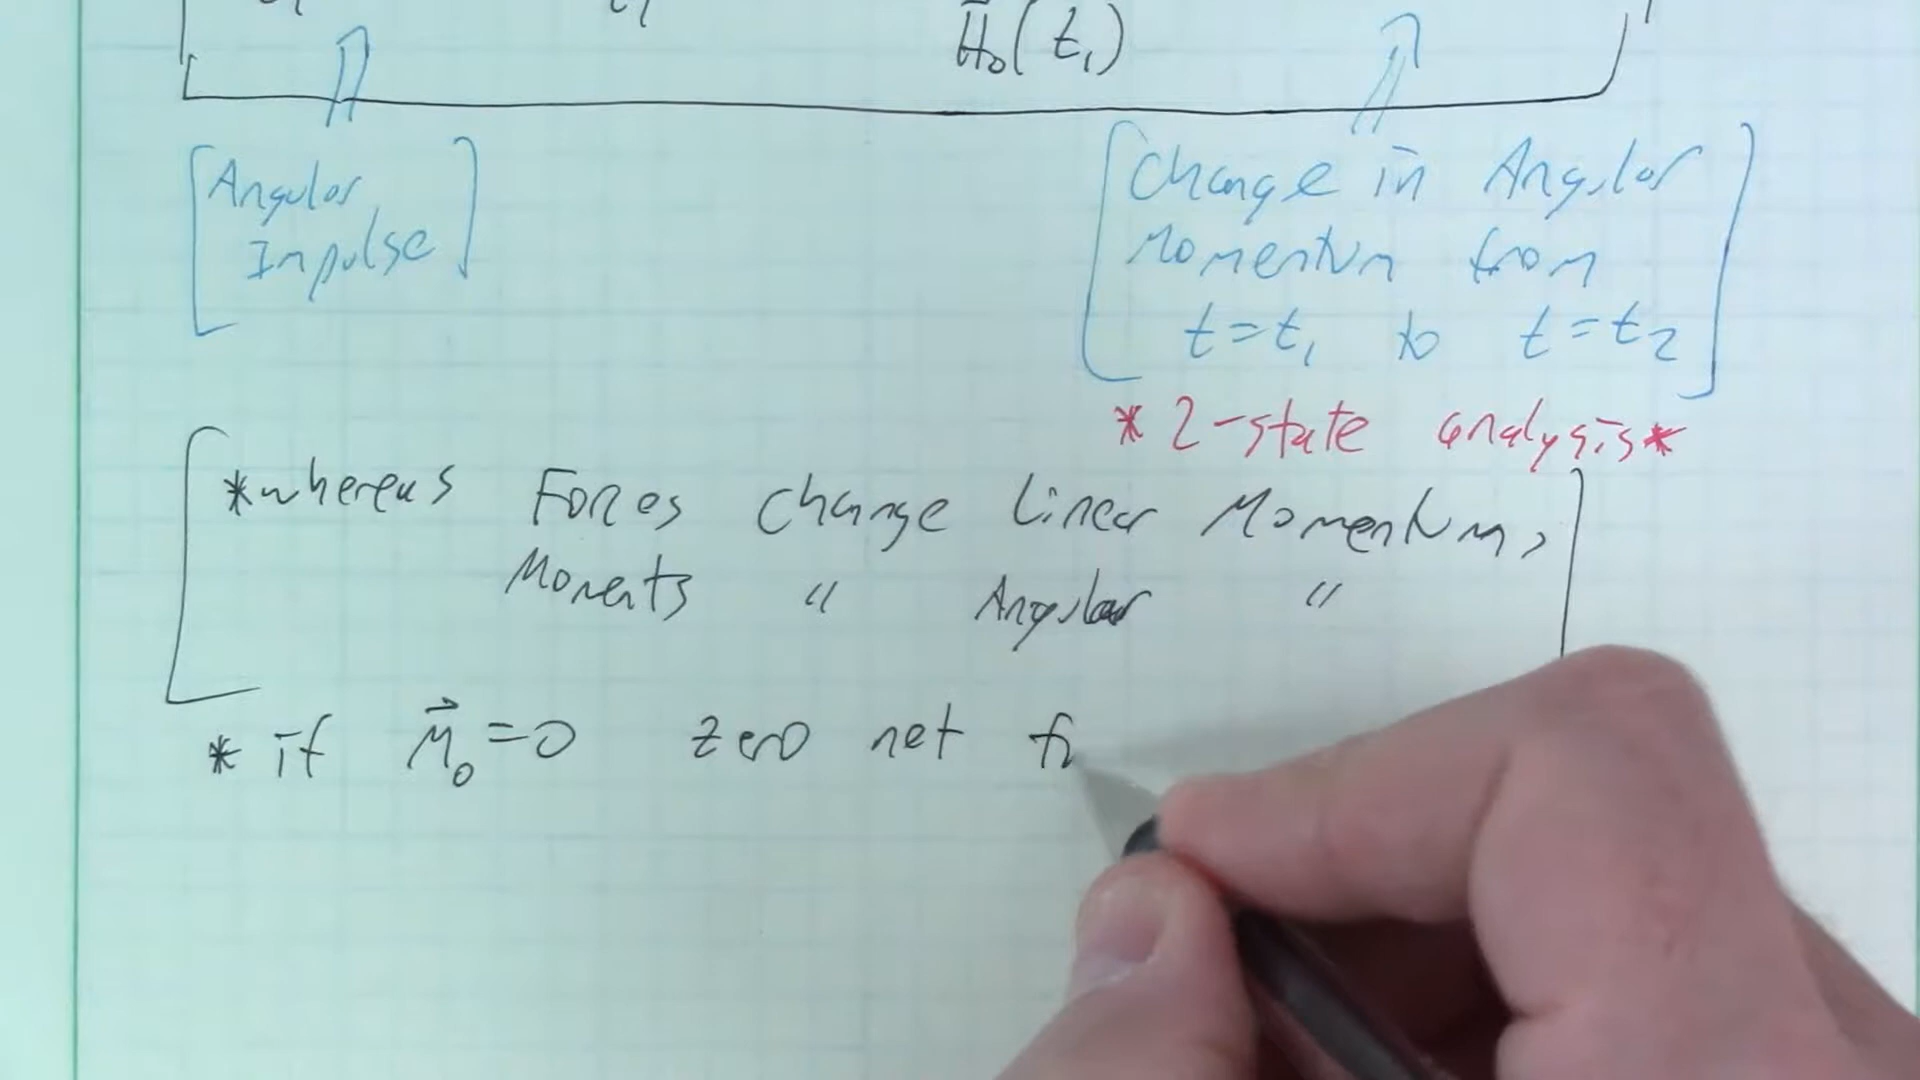 H₀(t₁)
[Angular
Impulse]
[Change in Angular
Momentum from
t=t₁ to t=t₂]
*2-state analysis*
[*whereas Forces Change Linear Momentum,
Moments " Angular "]
* if M⃗₀=0 zero net